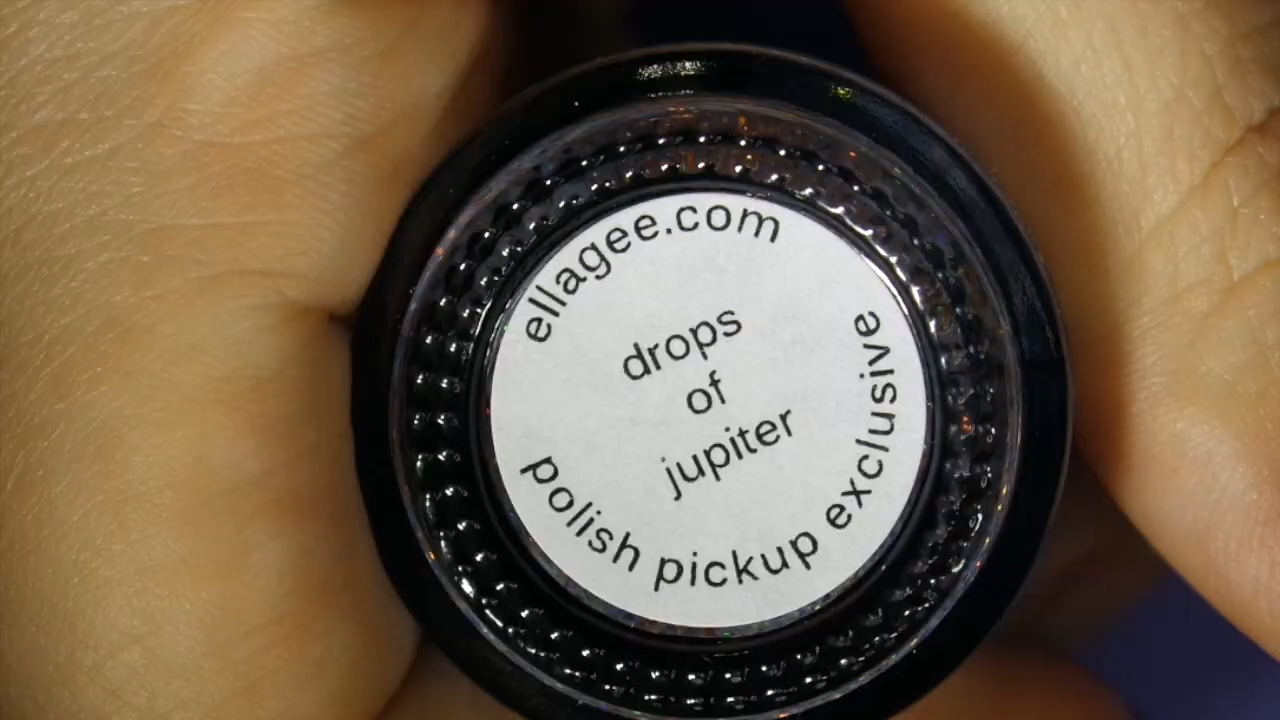 ellagee.com
drops
of
jupiter
polish pickup exclusive